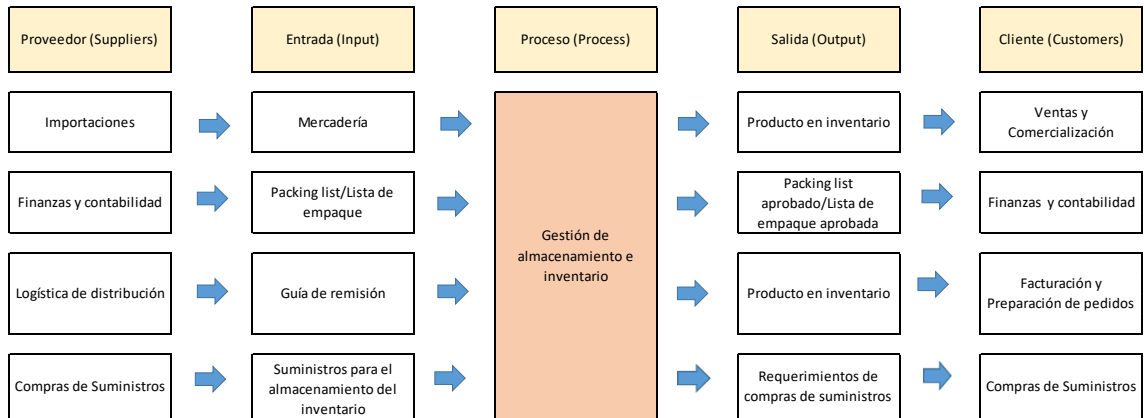 Proveedor (Suppliers)
Entrada (Input)
Proceso (Process)
Salida (Output)
Cliente (Customers)
Importaciones
Mercadería
Producto en inventario
Ventas y
Comercialización
Finanzas y contabilidad
Packing list/Lista de
empaque
Packing list
aprobado/Lista de
empaque aprobada
Finanzas  y contabilidad
Gestión de
almacenamiento e
inventario
Logística de distribución
Guía de remisión
Producto en inventario
Facturación y
Preparación de pedidos
Compras de Suministros
Suministros para el
almacenamiento del
inventario
Requerimientos de
compras de suministros
Compras de Suministros